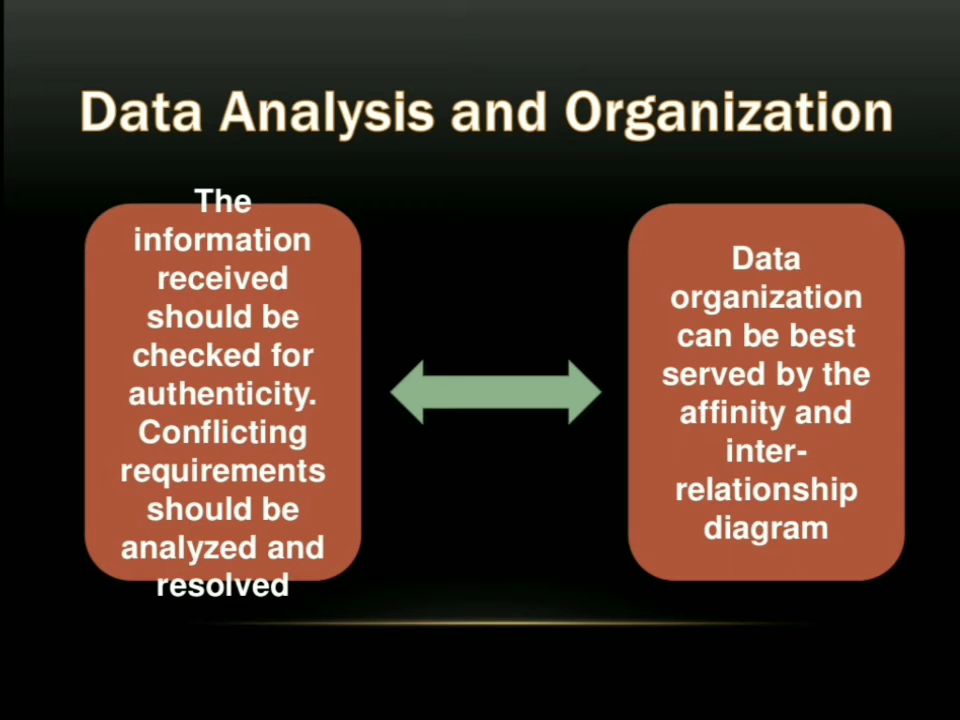 Data Analysis and Organization
The
information
received
should be
checked for
authenticity.
Conflicting
requirements
should be
analyzed and
resolved
Data
organization
can be best
served by the
affinity and
inter-
relationship
diagram